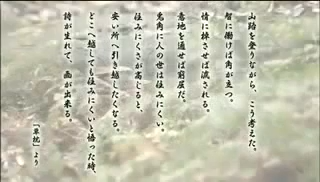 山路を登りながら、こう考えた。
智に働けば角が立つ。
情に棹させば流される。
意地を通せば窮屈だ。
兎角に人の世は住みにくい。
住みにくさが高じると、
安い所へ引き越したくなる。
どこへ越しても住みにくいと悟った時、
詩が生れて、画が出来る。
『草枕』より